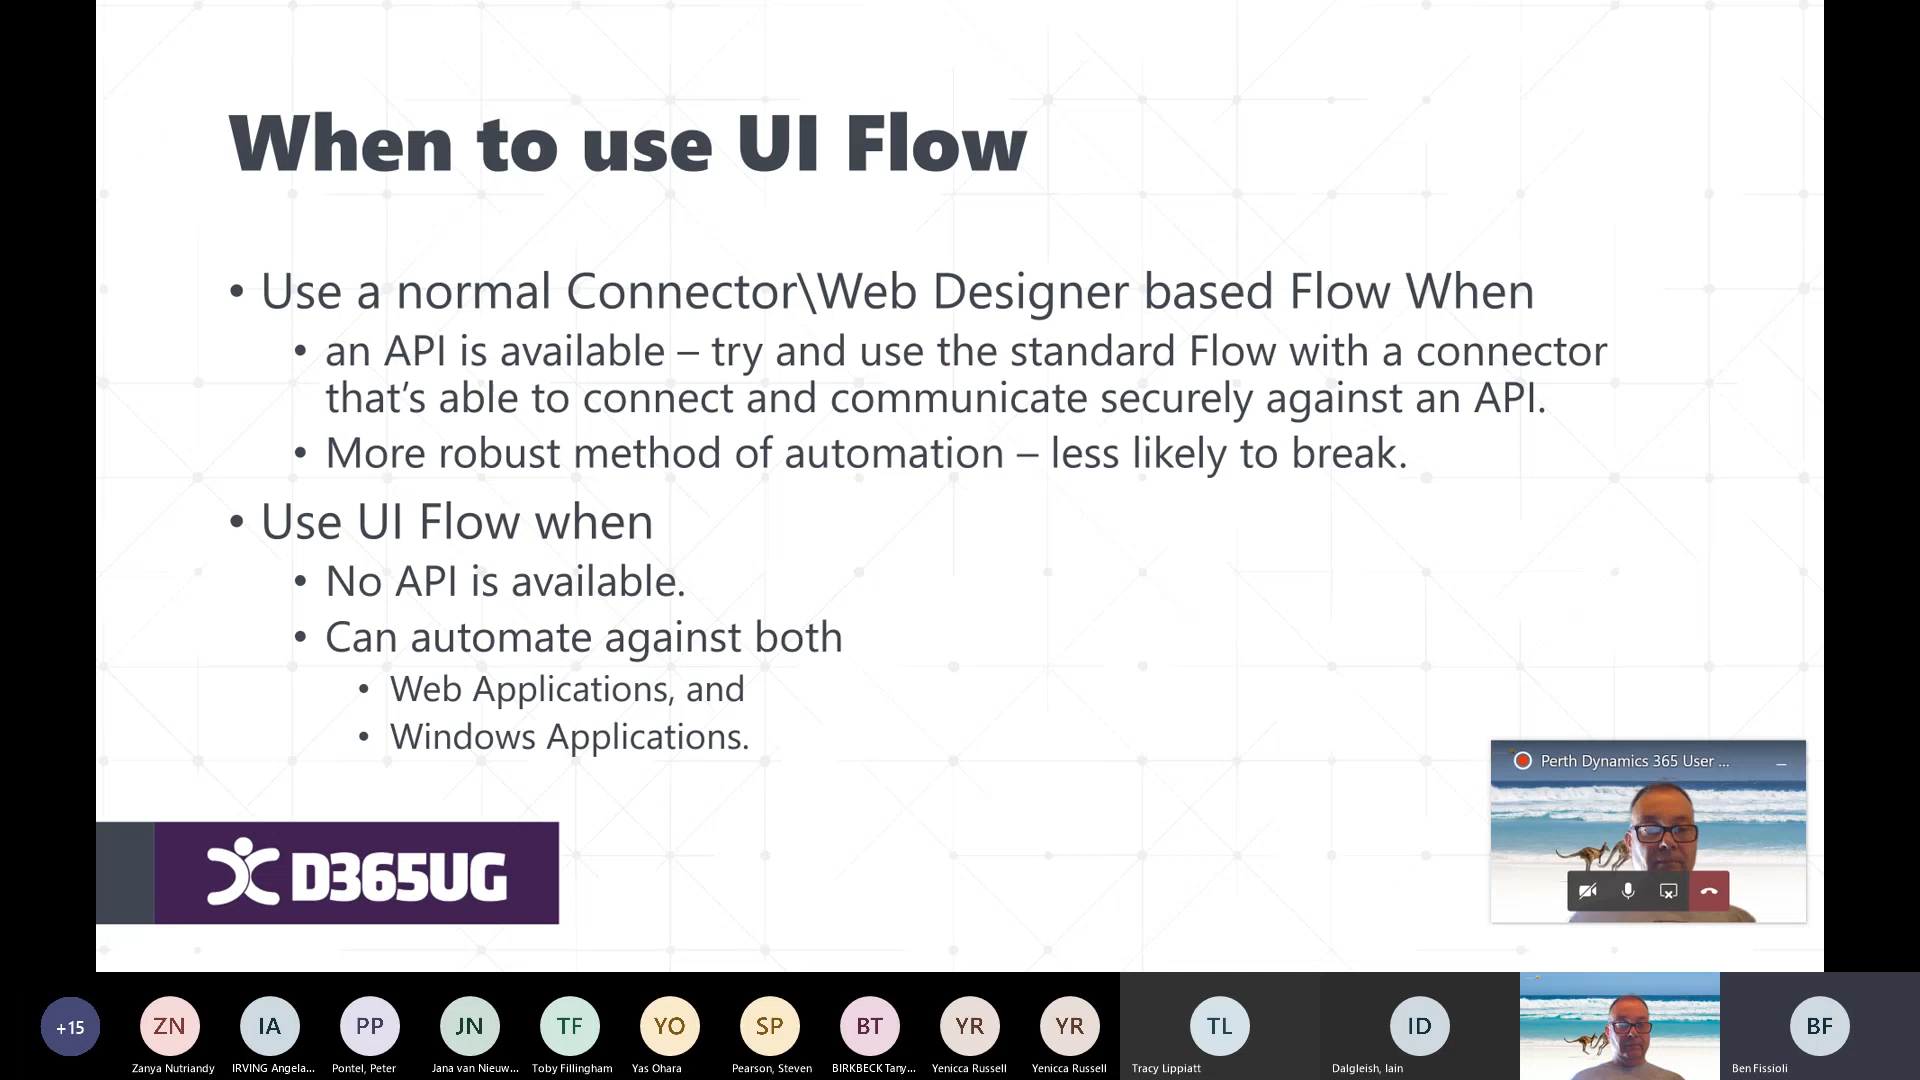 When to use UI Flow
• Use a normal Connector\Web Designer based Flow When
• an API is available – try and use the standard Flow with a connector
that's able to connect and communicate securely against an API.
• More robust method of automation – less likely to break.
• Use UI Flow when
• No API is available.
• Can automate against both
• Web Applications, and
• Windows Applications.
Perth Dynamics 365 User ...
D365UG
+15
ZN
IA
PP
JN
TF
YO
SP
BT
YR
YR
TL
ID
BF
Zanya Nutriandy
IRVING Angela...
Pontel, Peter
Jana van Nieuw...
Toby Fillingham
Yas Ohara
Pearson, Steven
BIRKBECK Tany...
Yenicca Russell
Yenicca Russell
Tracy Lippiatt
Dalgleish, Iain
Ben Fissioli